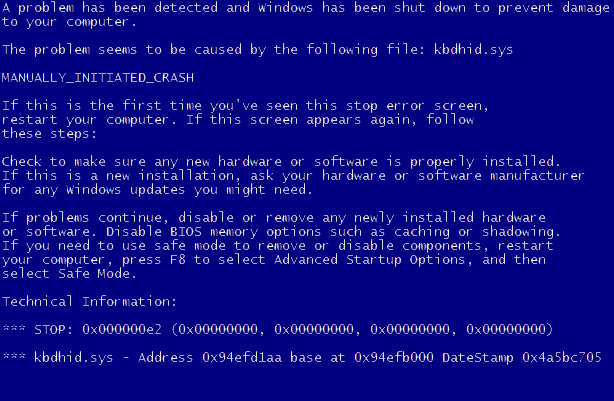 A problem has been detected and Windows has been shut down to prevent damage
to your computer.
The problem seems to be caused by the following file: kbdhid.sys
MANUALLY_INITIATED_CRASH
If this is the first time you've seen this stop error screen,
restart your computer. If this screen appears again, follow
these steps:
Check to make sure any new hardware or software is properly installed.
If this is a new installation, ask your hardware or software manufacturer
for any Windows updates you might need.
If problems continue, disable or remove any newly installed hardware
or software. Disable BIOS memory options such as caching or shadowing.
If you need to use safe mode to remove or disable components, restart
your computer, press F8 to select Advanced Startup Options, and then
select Safe Mode.
Technical Information:
*** STOP: 0x000000e2 (0x00000000, 0x00000000, 0x00000000, 0x00000000)
*** kbdhid.sys - Address 0x94efd1aa base at 0x94efb000 DateStamp 0x4a5bc705